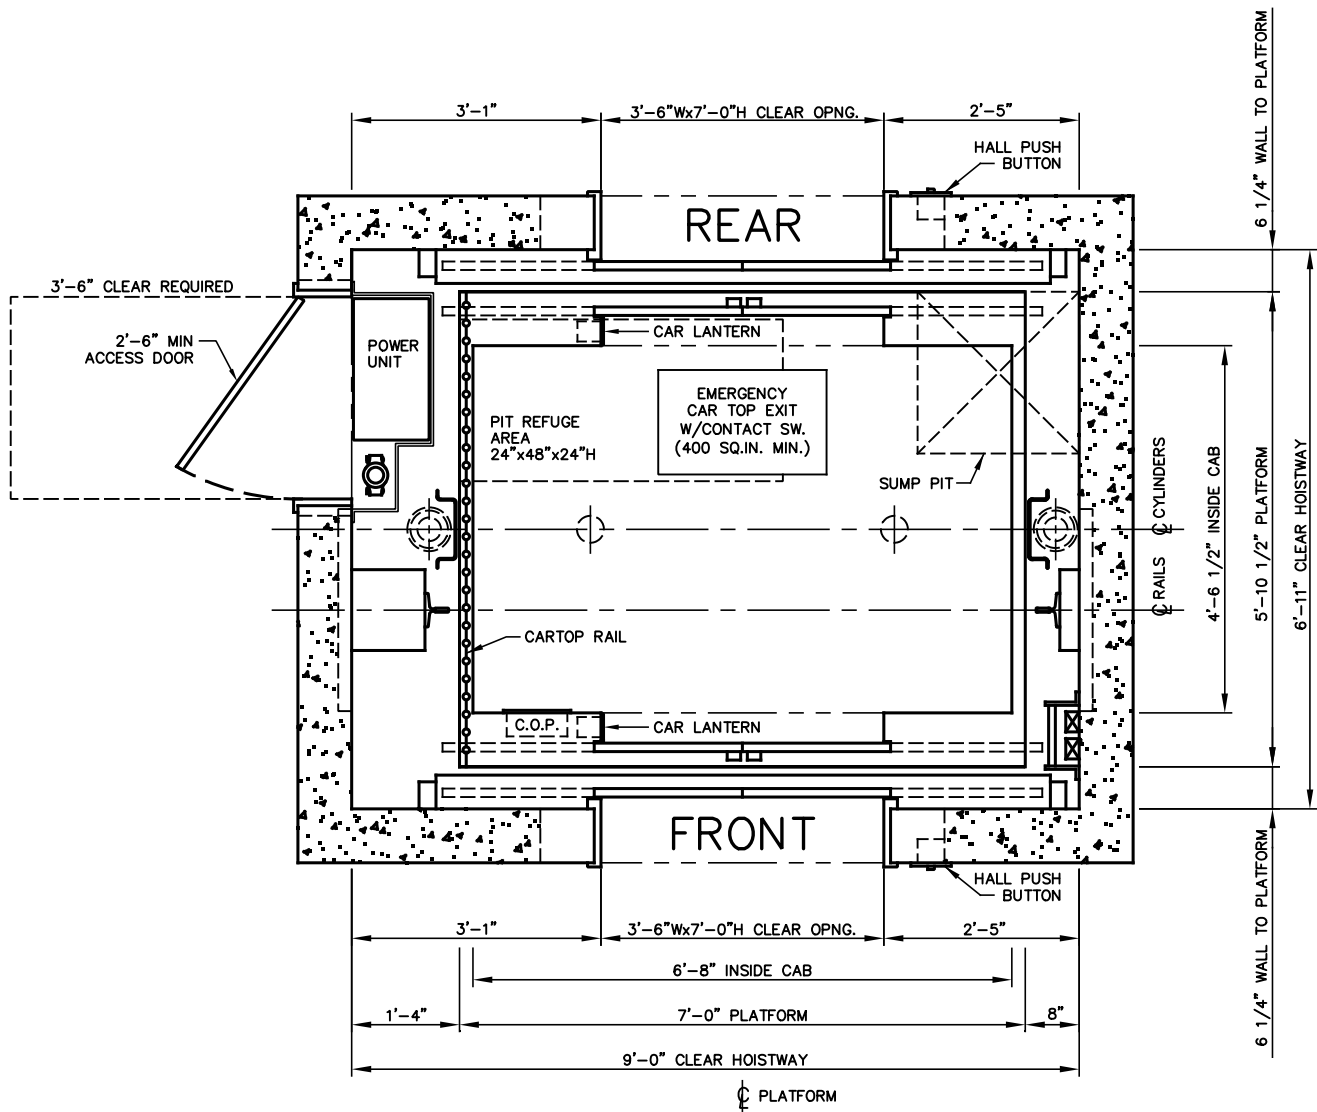 3'-1"
3'-6"Wx7'-0"H CLEAR OPNG.
2'-5"
HALL PUSH
BUTTON
6 1/4" WALL TO PLATFORM
REAR
3'-6" CLEAR REQUIRED
2'-6" MIN
ACCESS DOOR
POWER
UNIT
CAR LANTERN
EMERGENCY
CAR TOP EXIT
W/CONTACT SW.
(400 SQ.IN. MIN.)
PIT REFUGE
AREA
24"x48"x24"H
SUMP PIT
℄ CYLINDERS
℄ RAILS
4'-6 1/2" INSIDE CAB
5'-10 1/2" PLATFORM
6'-11" CLEAR HOISTWAY
CARTOP RAIL
C.O.P.
CAR LANTERN
FRONT
HALL PUSH
BUTTON
6 1/4" WALL TO PLATFORM
3'-1"
3'-6"Wx7'-0"H CLEAR OPNG.
2'-5"
6'-8" INSIDE CAB
1'-4"
7'-0" PLATFORM
8"
9'-0" CLEAR HOISTWAY
℄ PLATFORM